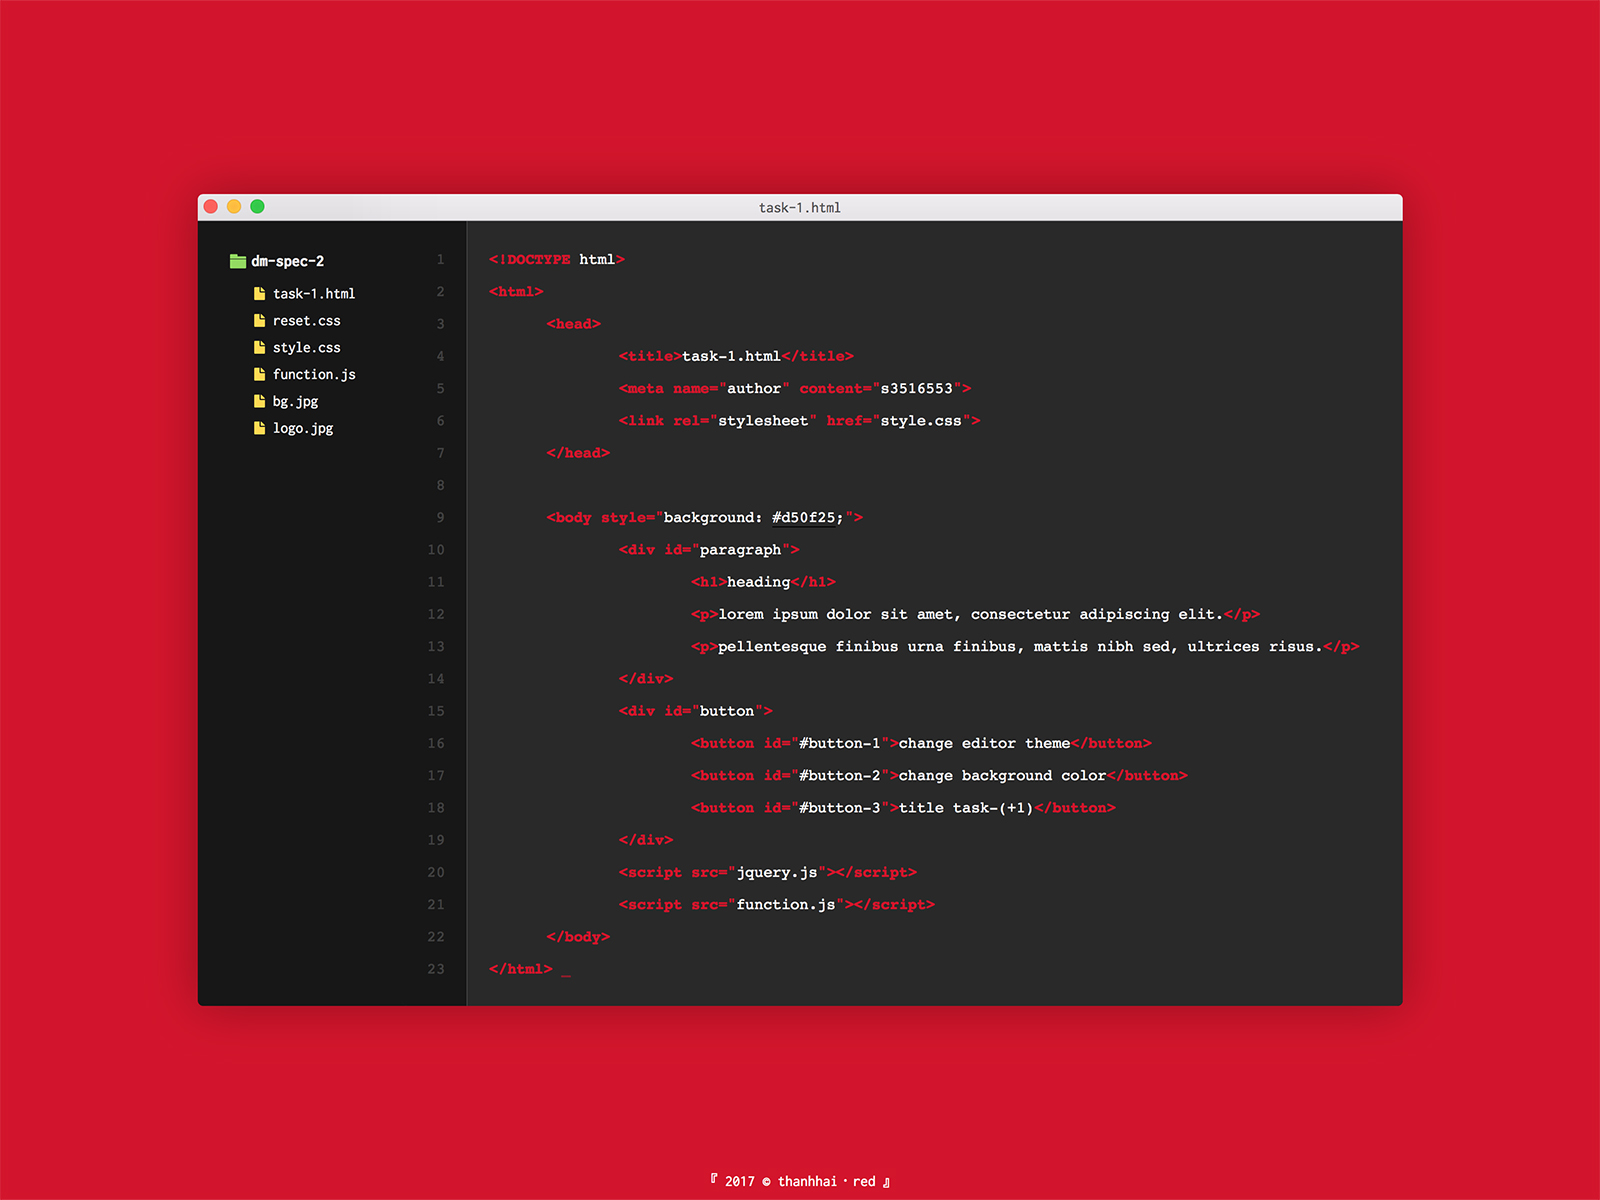 task-1.html
dm-spec-2
task-1.html
reset.css
style.css
function.js
bg.jpg
logo.jpg
1 <!DOCTYPE html>
2 <html>
3 <head>
4 <title>task-1.html</title>
5 <meta name="author" content="s3516553">
6 <link rel="stylesheet" href="style.css">
7 </head>
8
9 <body style="background: #d50f25;">
10 <div id="paragraph">
11 <h1>heading</h1>
12 <p>lorem ipsum dolor sit amet, consectetur adipiscing elit.</p>
13 <p>pellentesque finibus urna finibus, mattis nibh sed, ultrices risus.</p>
14 </div>
15 <div id="button">
16 <button id="#button-1">change editor theme</button>
17 <button id="#button-2">change background color</button>
18 <button id="#button-3">title task-(+1)</button>
19 </div>
20 <script src="jquery.js"></script>
21 <script src="function.js"></script>
22 </body>
23 </html> _
『 2017 © thanhhai・red 』